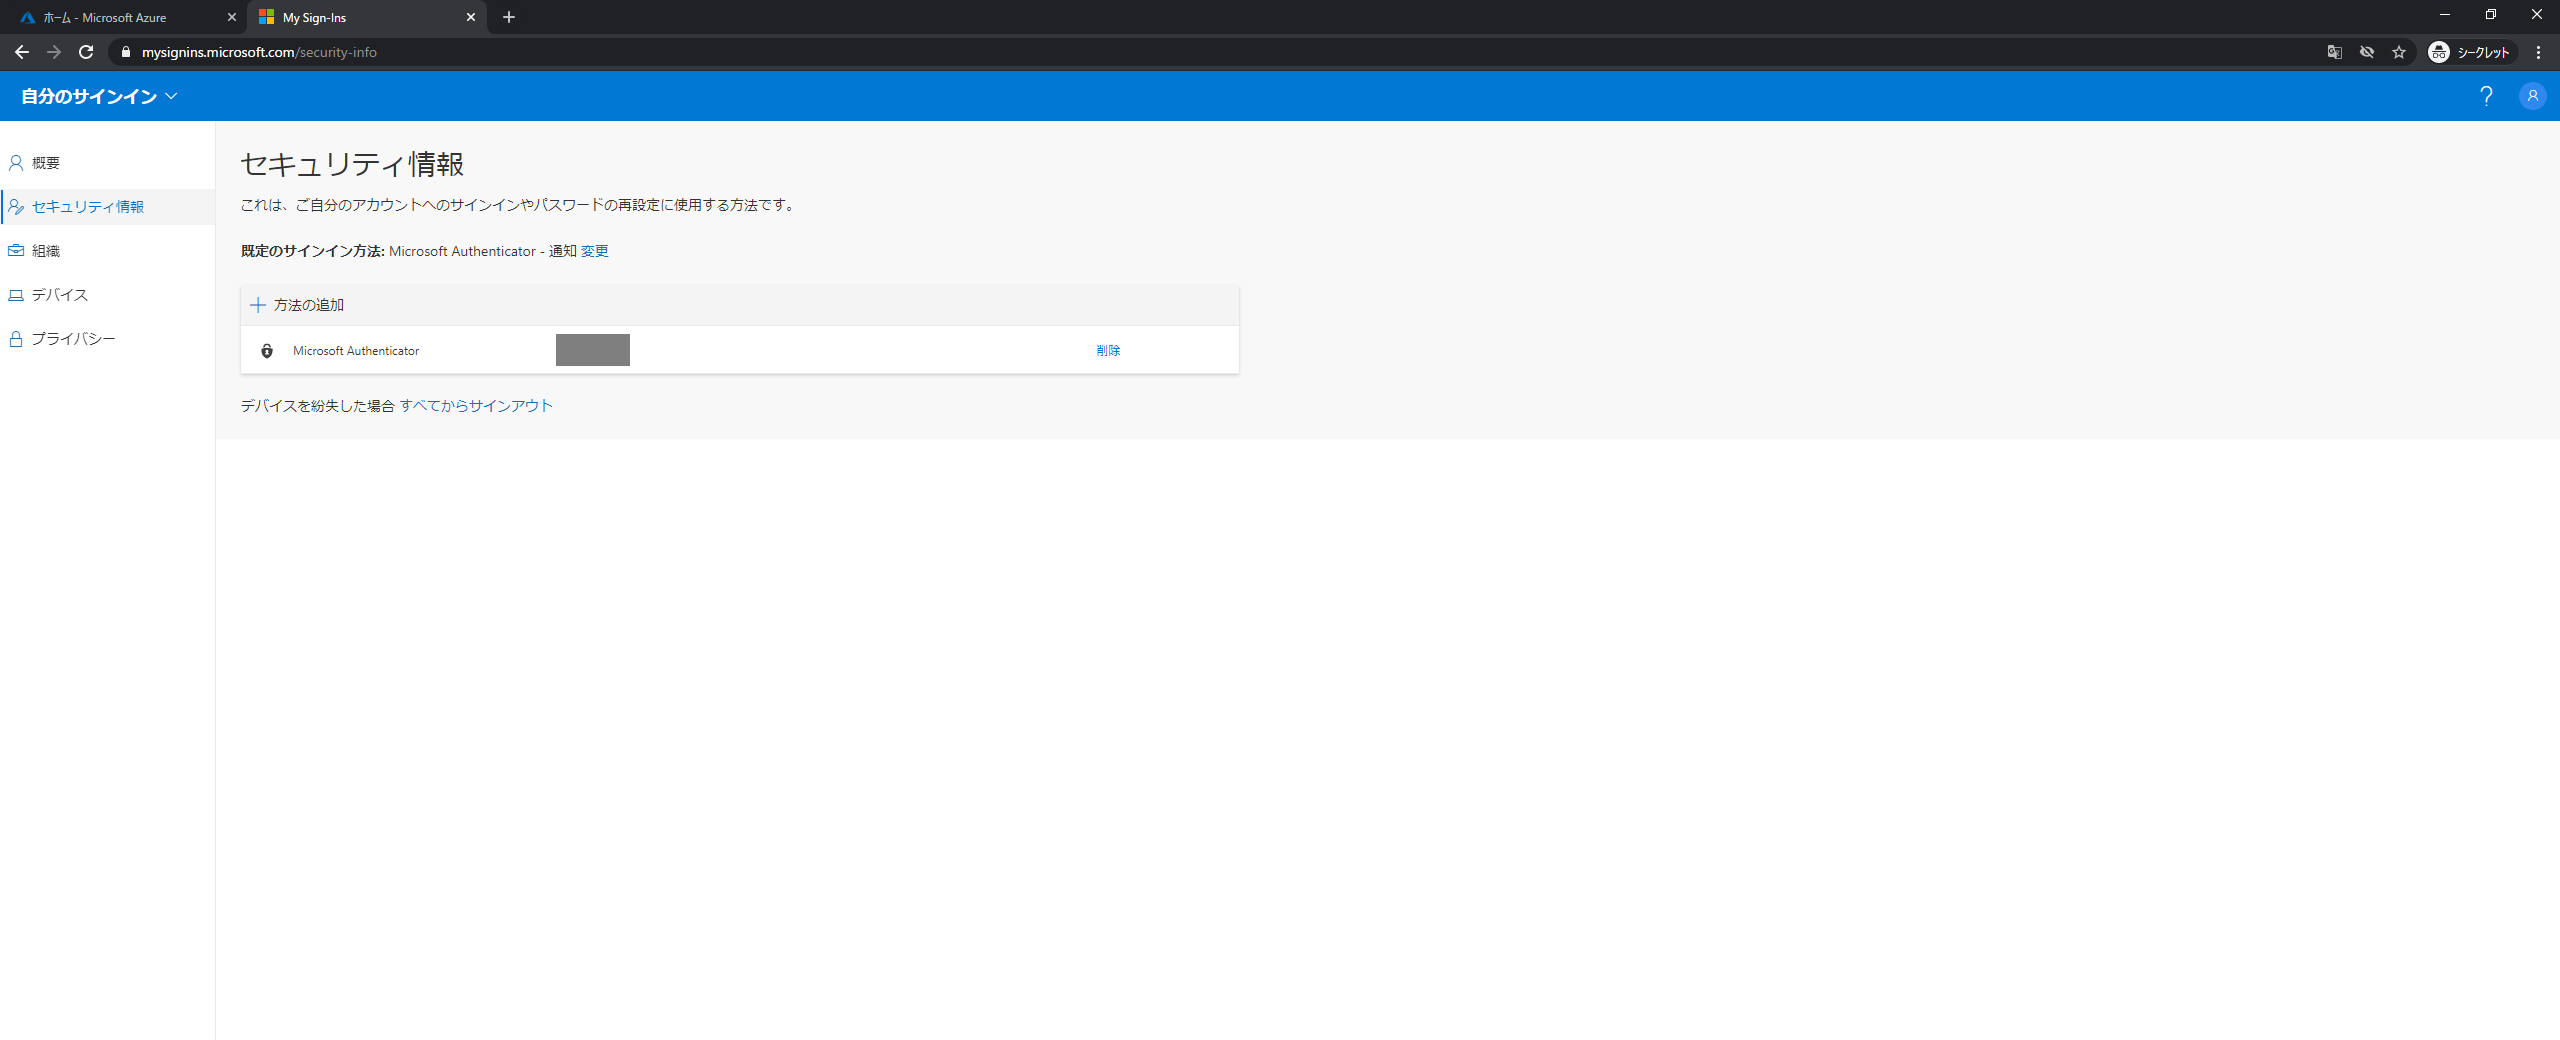 ホーム - Microsoft Azure
My Sign-Ins
mysignins.microsoft.com/security-info
シークレット
自分のサインイン
概要
セキュリティ情報
組織
デバイス
プライバシー
セキュリティ情報
これは、ご自分のアカウントへのサインインやパスワードの再設定に使用する方法です。
既定のサインイン方法: Microsoft Authenticator - 通知 変更
方法の追加
Microsoft Authenticator 削除
デバイスを紛失した場合 すべてからサインアウト